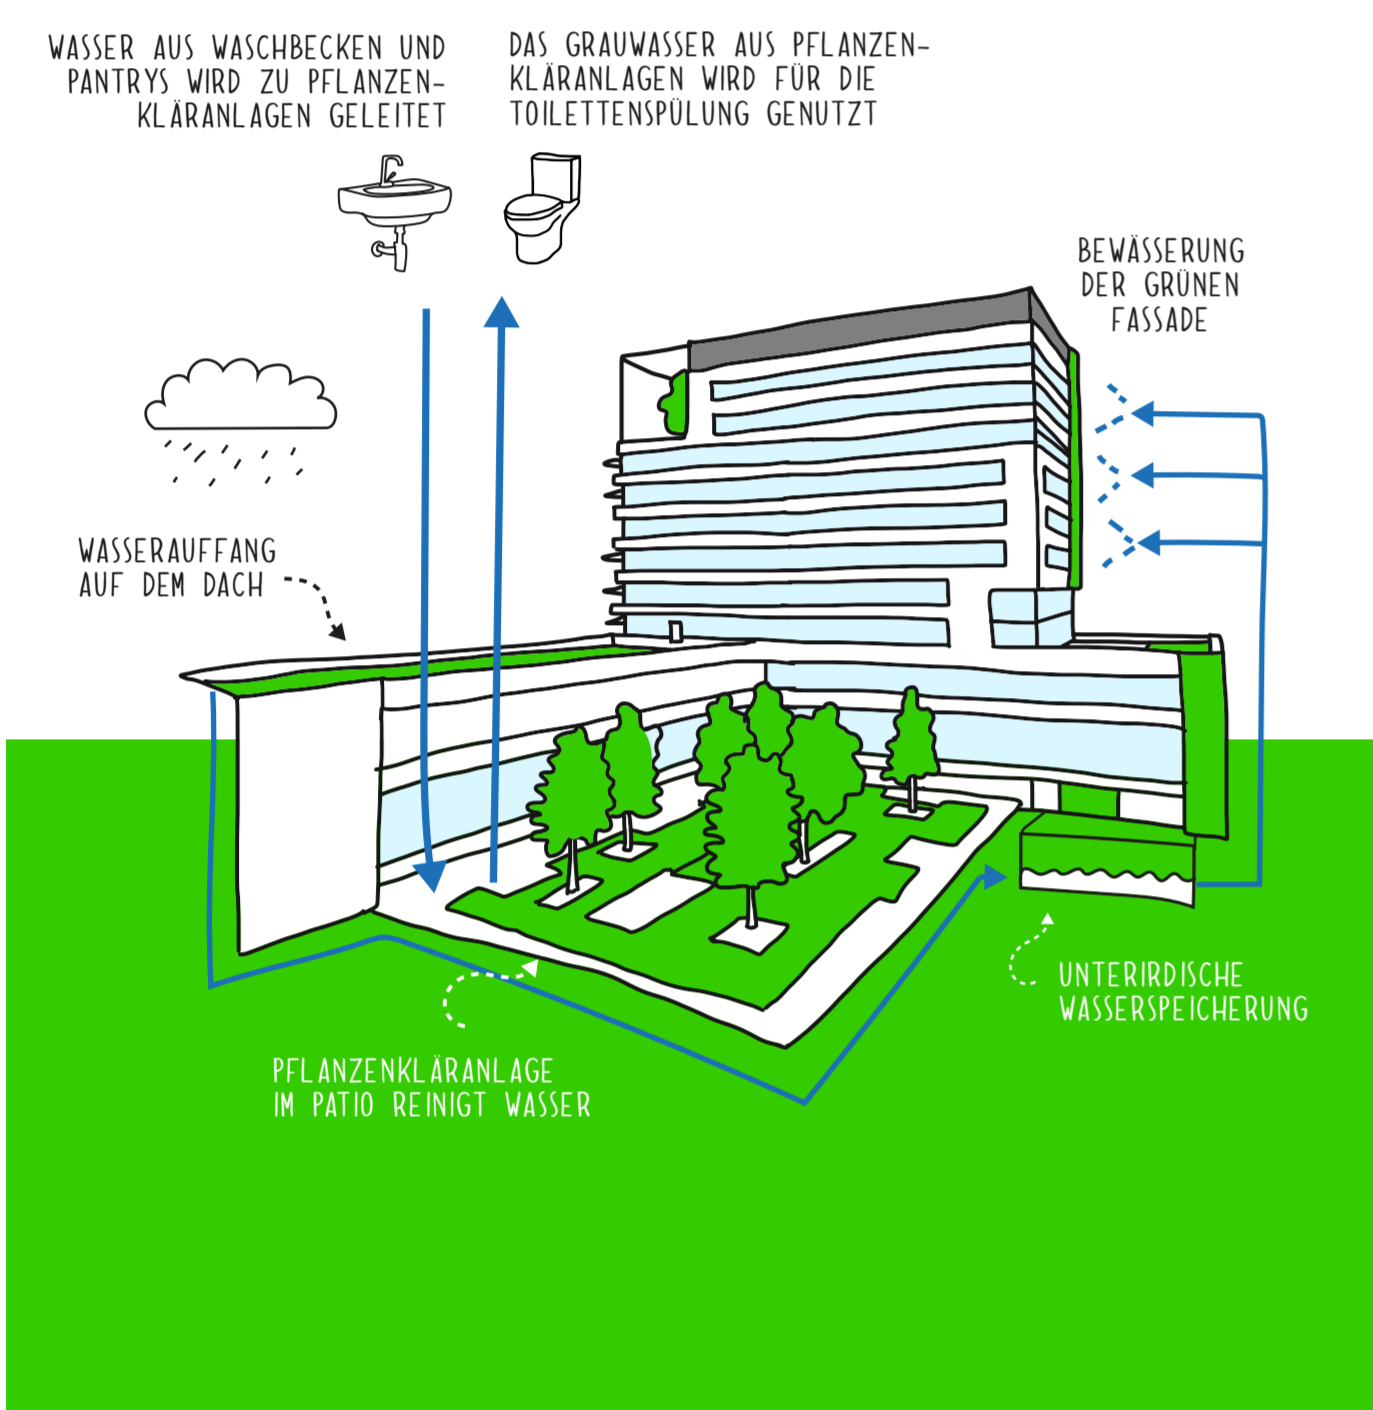 WASSER AUS WASCHBECKEN UND
PANTRYS WIRD ZU PFLANZEN-
KLÄRANLAGEN GELEITET
DAS GRAUWASSER AUS PFLANZEN-
KLÄRANLAGEN WIRD FÜR DIE
TOILETTENSPÜLUNG GENUTZT
BEWÄSSERUNG
DER GRÜNEN
FASSADE
WASSERAUFFANG
AUF DEM DACH
UNTERIRDISCHE
WASSERSPEICHERUNG
PFLANZENKLÄRANLAGE
IM PATIO REINIGT WASSER